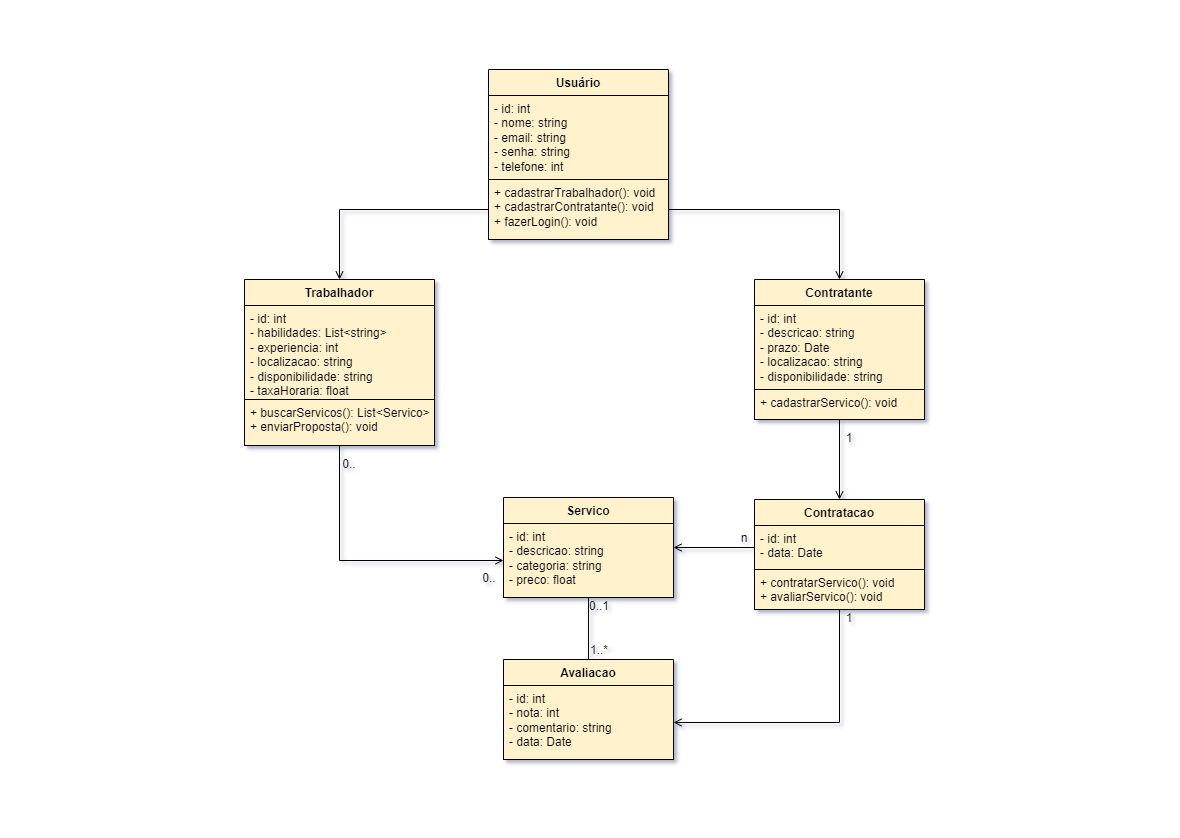 Usuário
- id: int
- nome: string
- email: string
- senha: string
- telefone: int
+ cadastrarTrabalhador(): void
+ cadastrarContratante(): void
+ fazerLogin(): void
Trabalhador
- id: int
- habilidades: List<string>
- experiencia: int
- localizacao: string
- disponibilidade: string
- taxaHoraria: float
+ buscarServicos(): List<Servico>
+ enviarProposta(): void
Contratante
- id: int
- descricao: string
- prazo: Date
- localizacao: string
- disponibilidade: string
+ cadastrarServico(): void
1
0..
Servico
- id: int
- descricao: string
- categoria: string
- preco: float
0..
n
Contratacao
- id: int
- data: Date
+ contratarServico(): void
+ avaliarServico(): void
0..1
1
1..*
Avaliacao
- id: int
- nota: int
- comentario: string
- data: Date